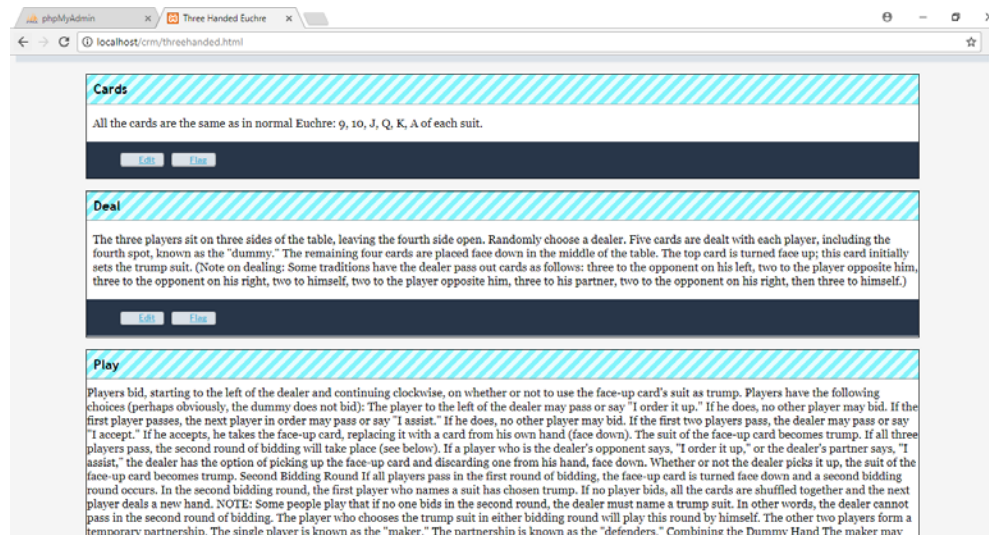 phpMyAdmin
Three Handed Euchre
localhost/crm/threehanded.html
Cards
All the cards are the same as in normal Euchre: 9, 10, J, Q, K, A of each suit.
Edit Flag
Deal
The three players sit on three sides of the table, leaving the fourth side open. Randomly choose a dealer. Five cards are dealt with each player, including the
fourth spot, known as the "dummy." The remaining four cards are placed face down in the middle of the table. The top card is turned face up; this card initially
sets the trump suit. (Note on dealing: Some traditions have the dealer pass out cards as follows: three to the opponent on his left, two to the player opposite him,
three to the opponent on his right, two to himself, two to the player opposite him, three to his partner, two to the opponent on his right, then three to himself.)
Edit Flag
Play
Players bid, starting to the left of the dealer and continuing clockwise, on whether or not to use the face-up card's suit as trump. Players have the following
choices (perhaps obviously, the dummy does not bid): The player to the left of the dealer may pass or say "I order it up." If he does, no other player may bid. If the
first player passes, the next player in order may pass or say "I assist." If he does, no other player may bid. If the first two players pass, the dealer may pass or say
"I accept." If he accepts, he takes the face-up card, replacing it with a card from his own hand (face down). The suit of the face-up card becomes trump. If all three
players pass, the second round of bidding will take place (see below). If a player who is the dealer's opponent says, "I order it up," or the dealer's partner says, "I
assist," the dealer has the option of picking up the face-up card and discarding one from his hand, face down. Whether or not the dealer picks it up, the suit of the
face-up card becomes trump. Second Bidding Round If all players pass in the first round of bidding, the face-up card is turned face down and a second bidding
round occurs. In the second bidding round, the first player who names a suit has chosen trump. If no player bids, all the cards are shuffled together and the next
player deals a new hand. NOTE: Some people play that if no one bids in the second round, the dealer must name a trump suit. In other words, the dealer cannot
pass in the second round of bidding. The player who chooses the trump suit in either bidding round will play this round by himself. The other two players form a
temporary partnership. The single player is known as the "maker." The partnership is known as the "defenders." Combining the Dummy Hand The maker may